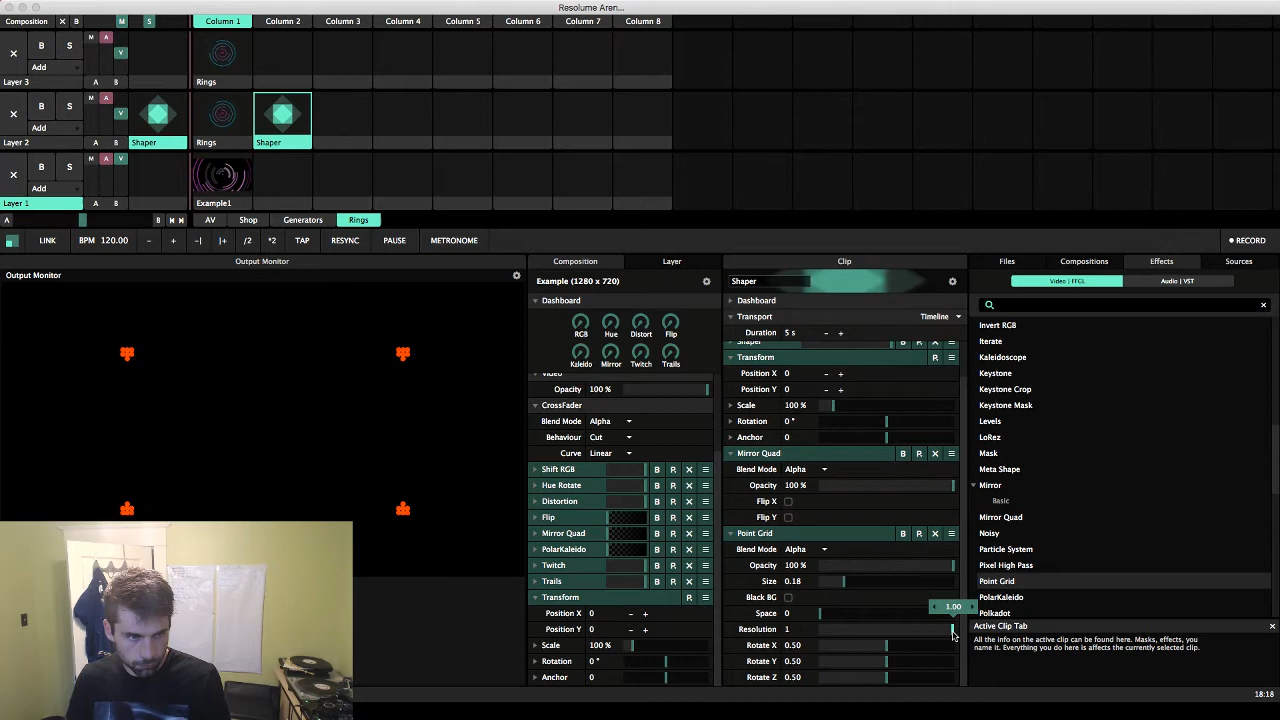 Resolume Aren...
Composition X B M S Column 1 Column 2 Column 3 Column 4 Column 5 Column 6 Column 7 Column 8
B S M A V
Add
Layer 3 A B Rings
B S M A V
Add
Layer 2 A B Shaper Rings Shaper
B S M A V
Add
Layer 1 A B Example1
A B AV Shop Generators Rings
LINK BPM 120.00 - + -| |+ /2 *2 TAP RESYNC PAUSE METRONOME RECORD
Output Monitor Composition Layer Clip Files Compositions Effects Sources
Output Monitor
Example (1280 x 720)
Dashboard
RGB Hue Distort Flip
Kaleido Mirror Twitch Trails
Video
Opacity 100 %
CrossFader
Blend Mode Alpha
Behaviour Cut
Curve Linear
Shift RGB B P. X
Hue Rotate B P. X
Distortion B P. X
Flip B P. X
Mirror Quad B P. X
PolarKaleido B P. X
Twitch B P. X
Trails B P. X
Transform P.
Position X 0 - +
Position Y 0 - +
Scale 100 %
Rotation 0 °
Anchor 0
Shaper
Dashboard
Transport Timeline
Duration 5 s - +
Shaper B P. X
Transform P.
Position X 0 - +
Position Y 0 - +
Scale 100 %
Rotation 0 °
Anchor 0
Mirror Quad B P. X
Blend Mode Alpha
Opacity 100 %
Flip X
Flip Y
Point Grid B P. X
Blend Mode Alpha
Opacity 100 %
Size 0.18
Black BG
Space 0
1.00
Resolution 1
Rotate X 0.50
Rotate Y 0.50
Rotate Z 0.50
Video | FFGL Audio | VST
Invert RGB
Iterate
Kaleidoscope
Keystone
Keystone Crop
Keystone Mask
Levels
LoRez
Mask
Meta Shape
Mirror
Basic
Mirror Quad
Noisy
Particle System
Pixel High Pass
Point Grid
PolarKaleido
Polkadot
Active Clip Tab
All the info on the active clip can be found here. Masks, effects, you
name it. Everything you do here is affects the currently selected clip.
18:18